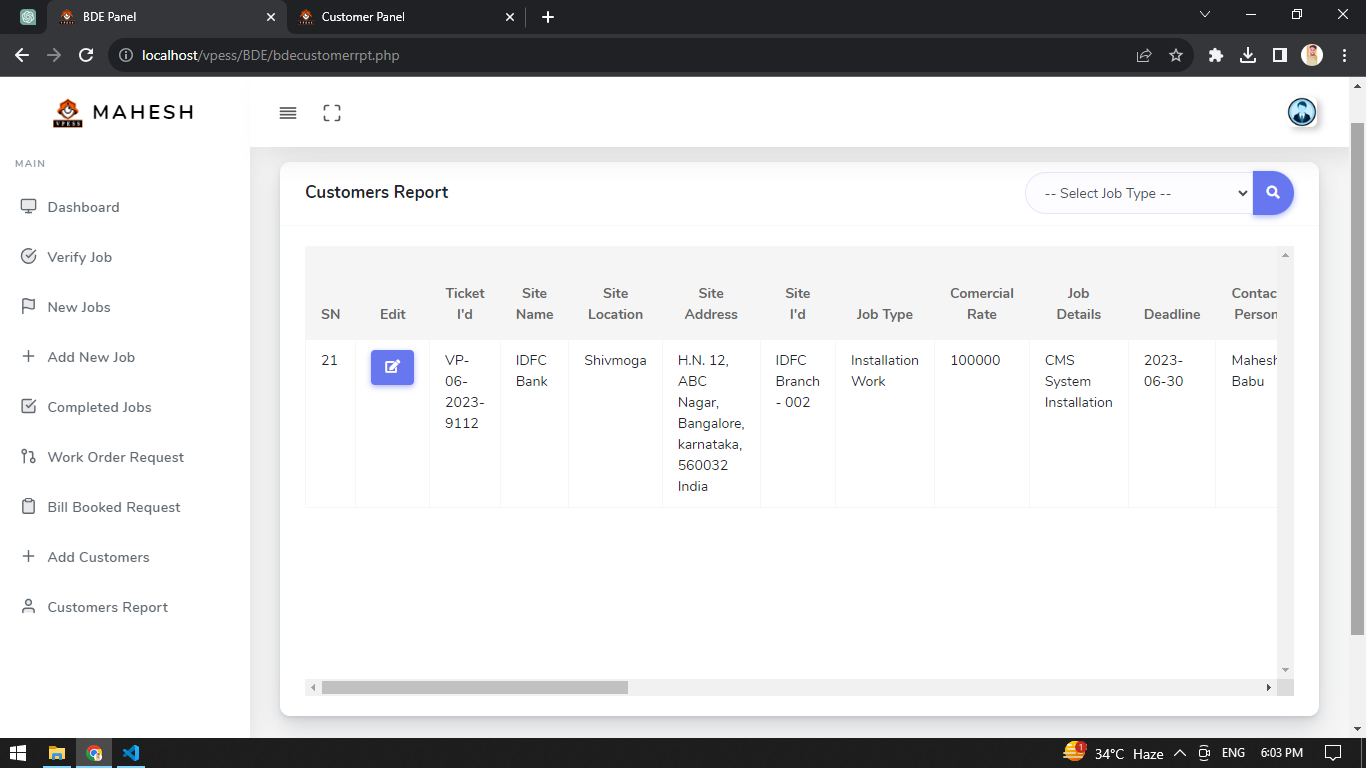 BDE Panel
Customer Panel
localhost/vpess/BDE/bdecustomerrpt.php
VPESS
MAHESH
MAIN
Dashboard
Verify Job
New Jobs
Add New Job
Completed Jobs
Work Order Request
Bill Booked Request
Add Customers
Customers Report
Customers Report
-- Select Job Type --
SN
Edit
Ticket
I'd
Site
Name
Site
Location
Site
Address
Site
I'd
Job Type
Comercial
Rate
Job
Details
Deadline
Contac
Person
21
VP-
06-
2023-
9112
IDFC
Bank
Shivmoga
H.N. 12,
ABC
Nagar,
Bangalore,
karnataka,
560032
India
IDFC
Branch
- 002
Installation
Work
100000
CMS
System
Installation
2023-
06-30
Mahesh
Babu
1
34°C Haze
ENG
6:03 PM